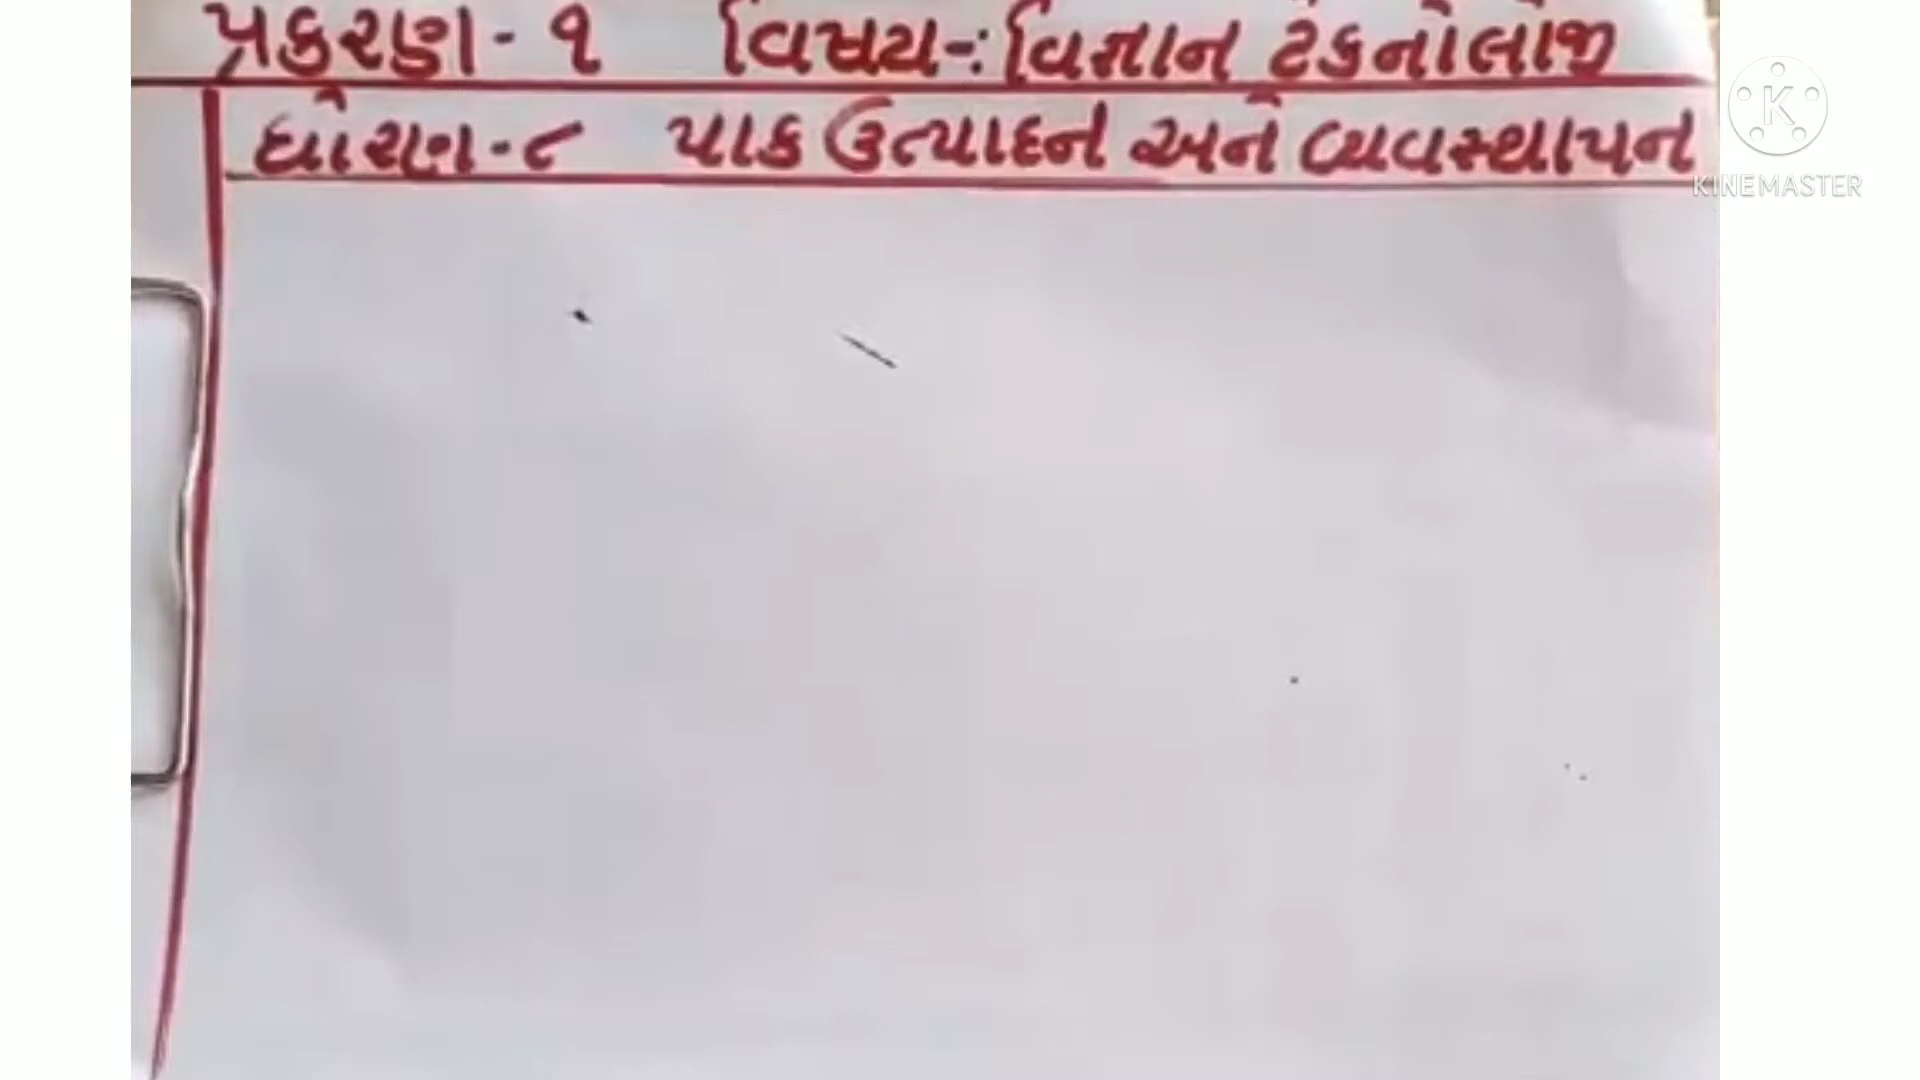 પ્રકરણ - ૧ વિષય-: વિજ્ઞાન ટેકનોલોજી
ધોરણ - ૮ પાક ઉત્પાદન અને વ્યવસ્થાપન
K
KINEMASTER